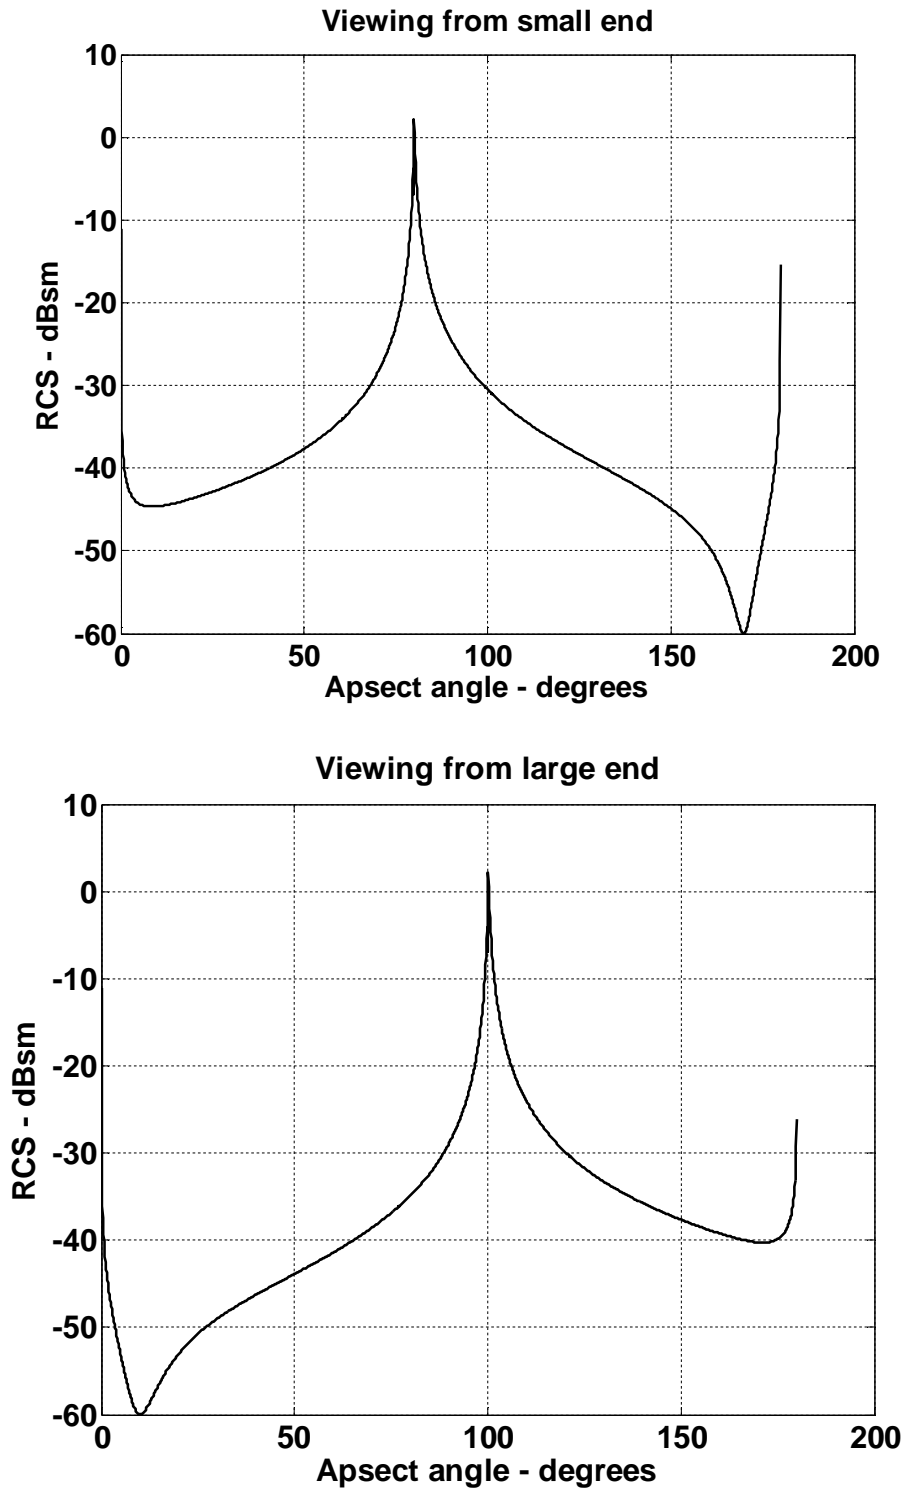 Viewing from small end
10
0
-10
-20
-30
-40
-50
-60
RCS - dBsm
0 50 100 150 200
Apsect angle - degrees
Viewing from large end
10
0
-10
-20
-30
-40
-50
-60
RCS - dBsm
0 50 100 150 200
Apsect angle - degrees